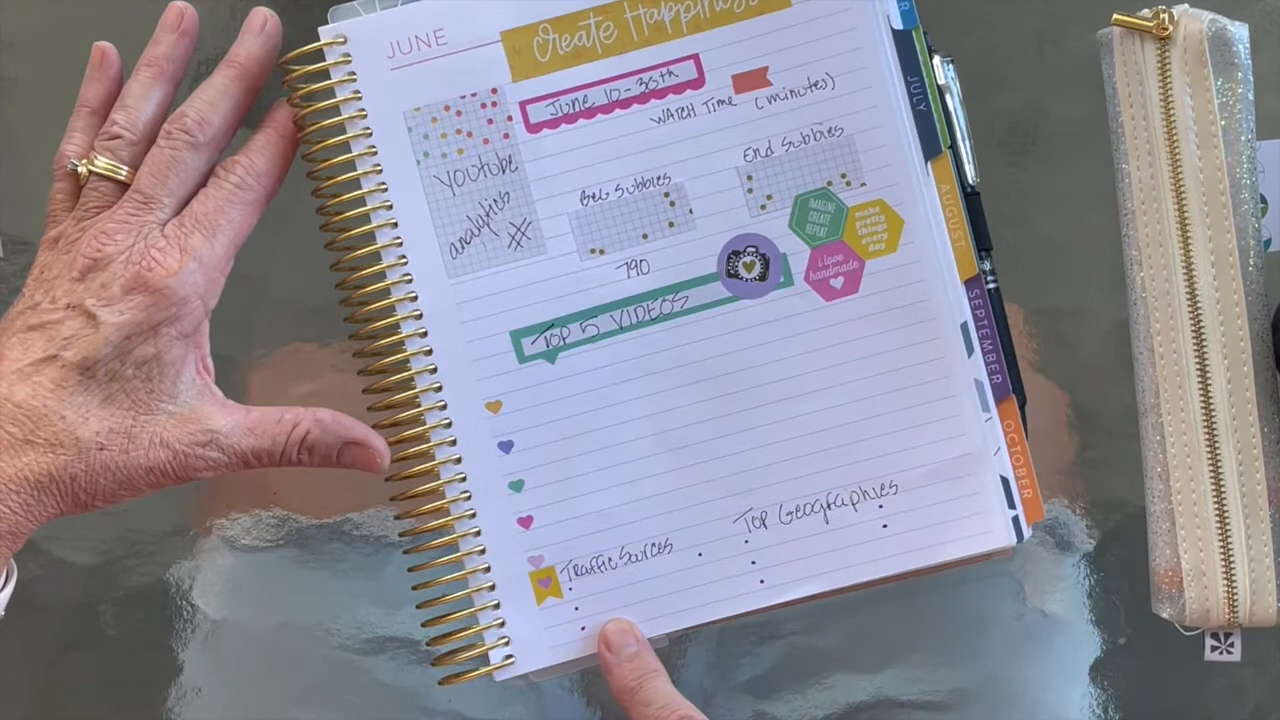 JUNE
Create Happiness
June 10-30th
WATCH Time (minutes)
Youtube
analytics
#
BEG Subbies
End Subbies
790
IMAGINE
CREATE
REPEAT
make
pretty
things
every
day
i love
handmade
TOP 5 VIDEOS
Traffic Sources
Top Geographies
JULY
AUGUST
SEPTEMBER
OCTOBER